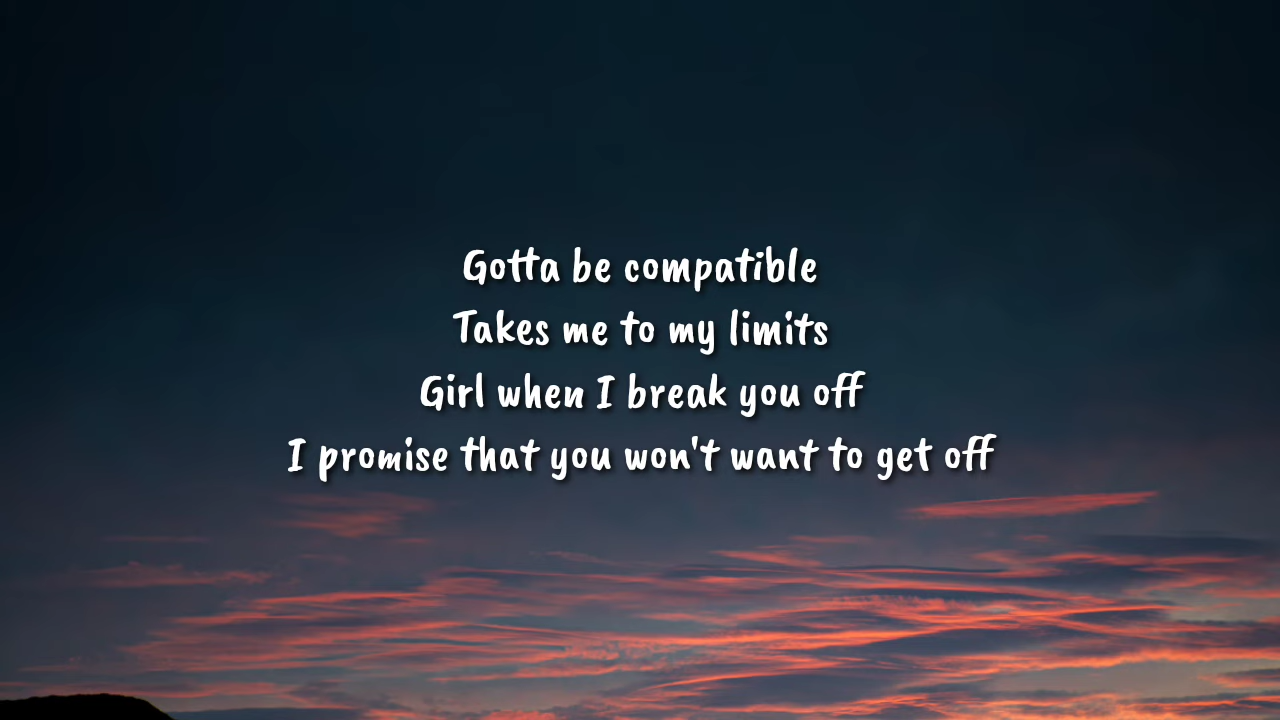 Gotta be compatible
Takes me to my limits
Girl when I break you off
I promise that you won't want to get off